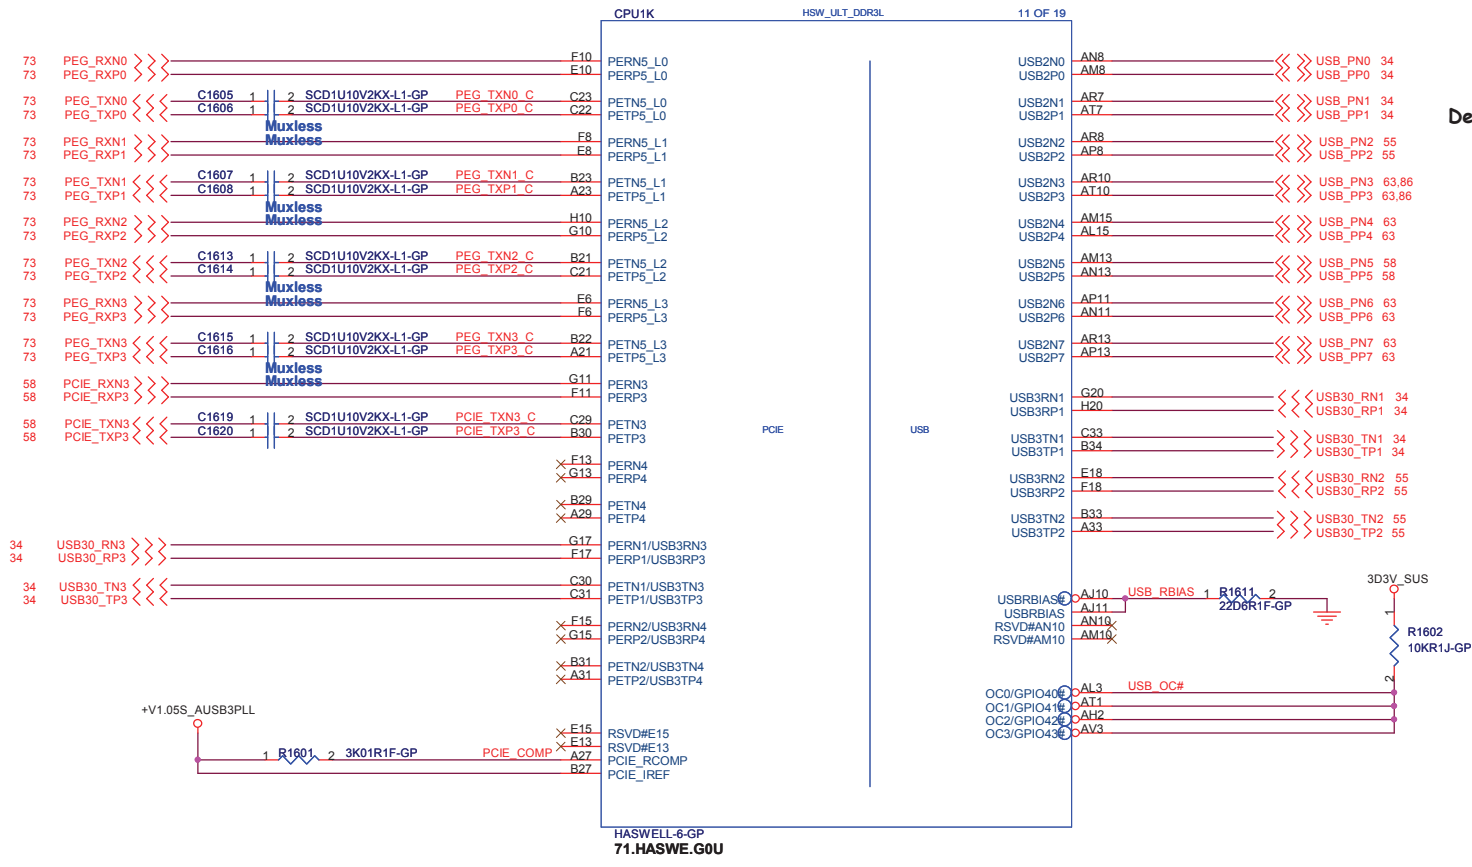 CPU1K HSW_ULT_DDR3L 11 OF 19
73 PEG_RXN0 F10 PERN5_L0 USB2N0 AN8 USB_PN0 34
73 PEG_RXP0 E10 PERP5_L0 USB2P0 AM8 USB_PP0 34
73 PEG_TXN0 C1605 1 2 SCD1U10V2KX-L1-GP PEG_TXN0_C C23 PETN5_L0 USB2N1 AR7 USB_PN1 34
73 PEG_TXP0 C1606 1 2 SCD1U10V2KX-L1-GP PEG_TXP0_C C22 PETP5_L0 USB2P1 AT7 USB_PP1 34
De
Muxless
Muxless
73 PEG_RXN1 F8 PERN5_L1 USB2N2 AR8 USB_PN2 55
73 PEG_RXP1 E8 PERP5_L1 USB2P2 AP8 USB_PP2 55
73 PEG_TXN1 C1607 1 2 SCD1U10V2KX-L1-GP PEG_TXN1_C B23 PETN5_L1 USB2N3 AR10 USB_PN3 63,86
73 PEG_TXP1 C1608 1 2 SCD1U10V2KX-L1-GP PEG_TXP1_C A23 PETP5_L1 USB2P3 AT10 USB_PP3 63,86
Muxless
Muxless
73 PEG_RXN2 H10 PERN5_L2 USB2N4 AM15 USB_PN4 63
73 PEG_RXP2 G10 PERP5_L2 USB2P4 AL15 USB_PP4 63
73 PEG_TXN2 C1613 1 2 SCD1U10V2KX-L1-GP PEG_TXN2_C B21 PETN5_L2 USB2N5 AM13 USB_PN5 58
73 PEG_TXP2 C1614 1 2 SCD1U10V2KX-L1-GP PEG_TXP2_C C21 PETP5_L2 USB2P5 AN13 USB_PP5 58
Muxless
Muxless
73 PEG_RXN3 E6 PERN5_L3 USB2N6 AP11 USB_PN6 63
73 PEG_RXP3 F6 PERP5_L3 USB2P6 AN11 USB_PP6 63
73 PEG_TXN3 C1615 1 2 SCD1U10V2KX-L1-GP PEG_TXN3_C B22 PETN5_L3 USB2N7 AR13 USB_PN7 63
73 PEG_TXP3 C1616 1 2 SCD1U10V2KX-L1-GP PEG_TXP3_C A21 PETP5_L3 USB2P7 AP13 USB_PP7 63
Muxless
Muxless
58 PCIE_RXN3 G11 PERN3 USB3RN1 G20 USB30_RN1 34
58 PCIE_RXP3 F11 PERP3 USB3RP1 H20 USB30_RP1 34
58 PCIE_TXN3 C1619 1 2 SCD1U10V2KX-L1-GP PCIE_TXN3_C C29 PETN3 USB3TN1 C33 USB30_TN1 34
58 PCIE_TXP3 C1620 1 2 SCD1U10V2KX-L1-GP PCIE_TXP3_C B30 PETP3 USB3TP1 B34 USB30_TP1 34
PCIE USB
F13 PERN4 USB3RN2 E18 USB30_RN2 55
G13 PERP4 USB3RP2 F18 USB30_RP2 55
B29 PETN4 USB3TN2 B33 USB30_TN2 55
A29 PETP4 USB3TP2 A33 USB30_TP2 55
34 USB30_RN3 G17 PERN1/USB3RN3
34 USB30_RP3 F17 PERP1/USB3RP3
3D3V_SUS
34 USB30_TN3 C30 PETN1/USB3TN3
34 USB30_TP3 C31 PETP1/USB3TP3
USBRBIAS# AJ10 USB_RBIAS 1 R1611 2
USBRBIAS AJ11 22D6R1F-GP
F15 PERN2/USB3RN4 RSVD#AN10 AN10
G15 PERP2/USB3RP4 RSVD#AM10 AM10
1 R1602
10KR1J-GP
2
B31 PETN2/USB3TN4
A31 PETP2/USB3TP4
OC0/GPIO40# AL3 USB_OC#
OC1/GPIO41# AT1
OC2/GPIO42# AH2
OC3/GPIO43# AV3
+V1.05S_AUSB3PLL
E15 RSVD#E15
E13 RSVD#E13
1 R1601 2 3K01R1F-GP PCIE_COMP A27 PCIE_RCOMP
B27 PCIE_IREF
HASWELL-6-GP
71.HASWE.G0U